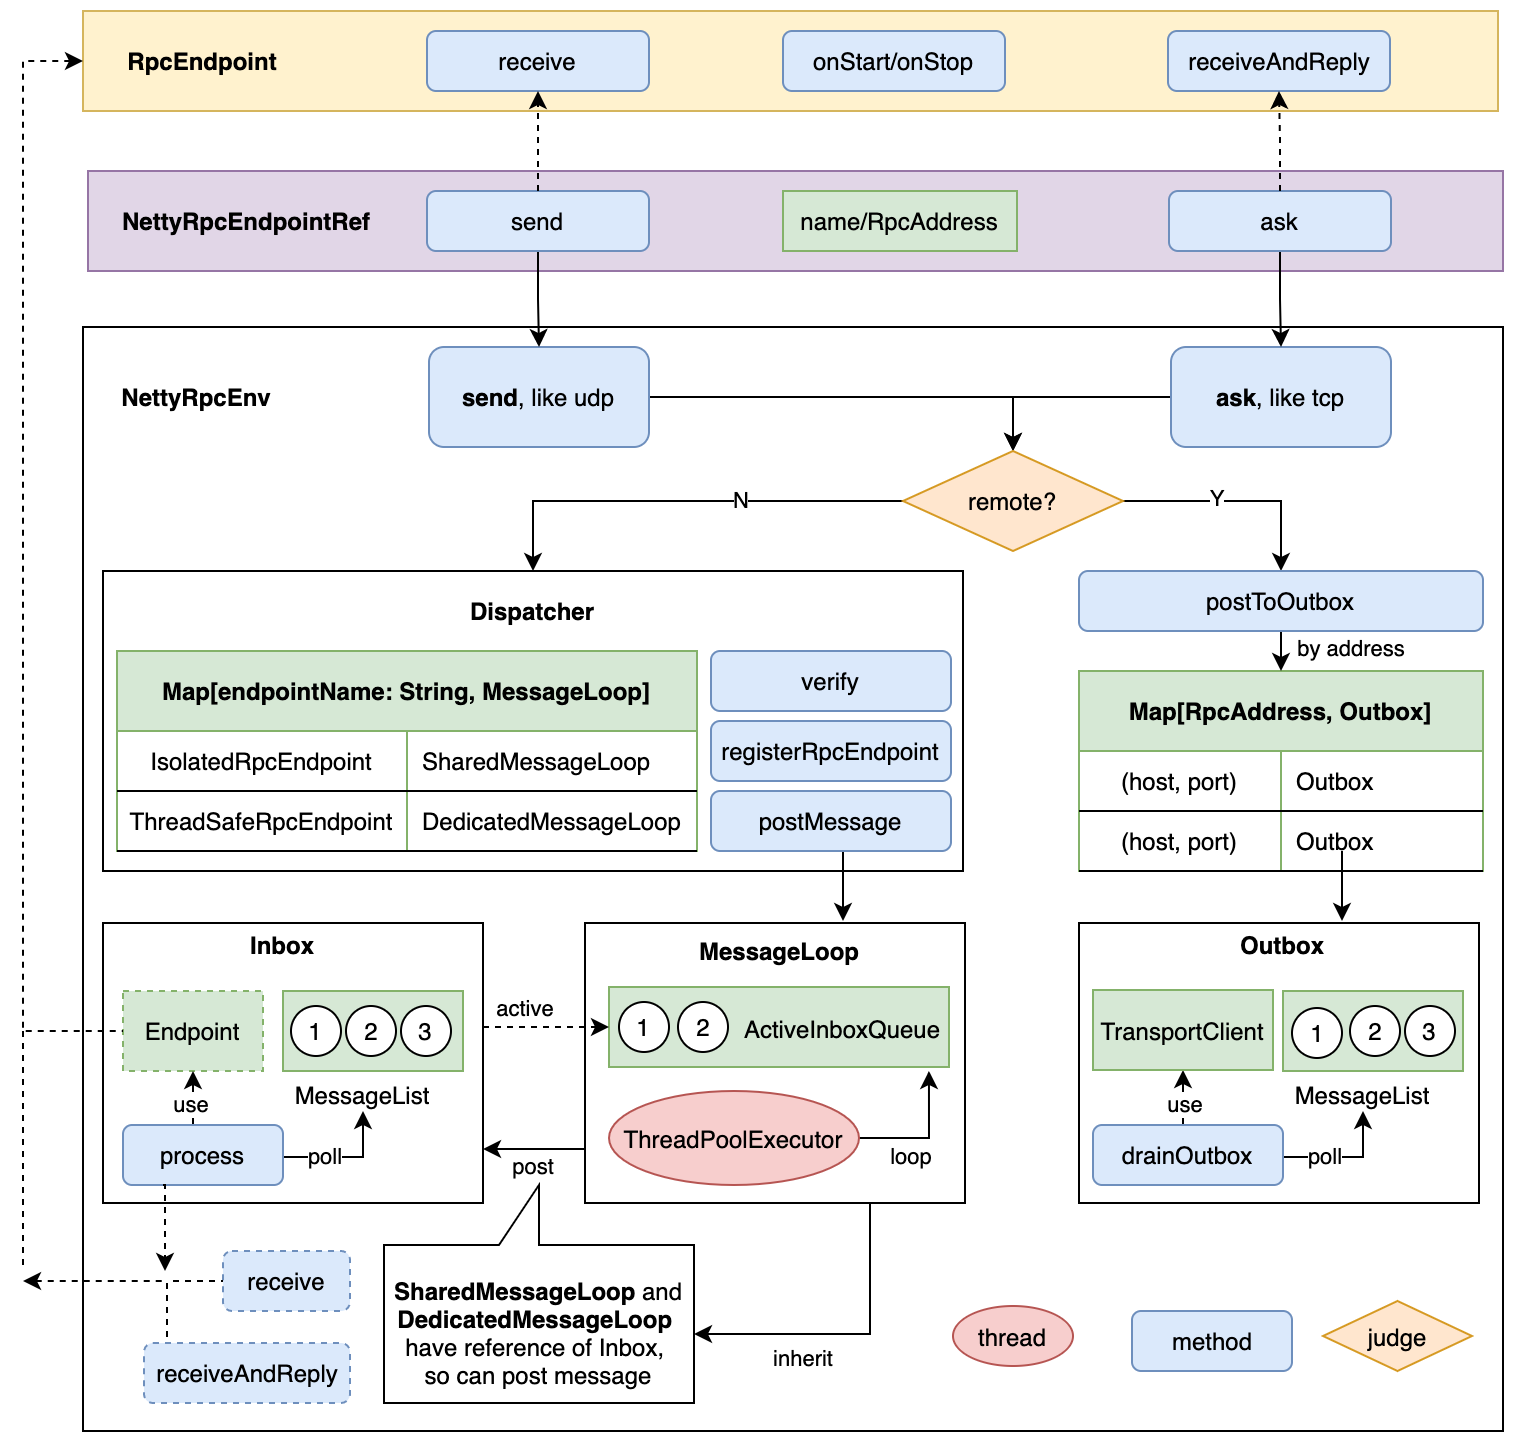 RpcEndpoint
receive
onStart/onStop
receiveAndReply
NettyRpcEndpointRef
send
name/RpcAddress
ask
NettyRpcEnv
send, like udp
ask, like tcp
remote?
N
Y
Dispatcher
Map[endpointName: String, MessageLoop]
IsolatedRpcEndpoint
SharedMessageLoop
ThreadSafeRpcEndpoint
DedicatedMessageLoop
verify
registerRpcEndpoint
postMessage
postToOutbox
by address
Map[RpcAddress, Outbox]
(host, port)
Outbox
(host, port)
Outbox
Inbox
Endpoint
1 2 3
MessageList
use
process
poll
active
MessageLoop
1 2 ActiveInboxQueue
ThreadPoolExecutor
loop
post
Outbox
TransportClient
1 2 3
MessageList
use
drainOutbox
poll
receive
receiveAndReply
SharedMessageLoop and
DedicatedMessageLoop
have reference of Inbox,
so can post message
inherit
thread
method
judge